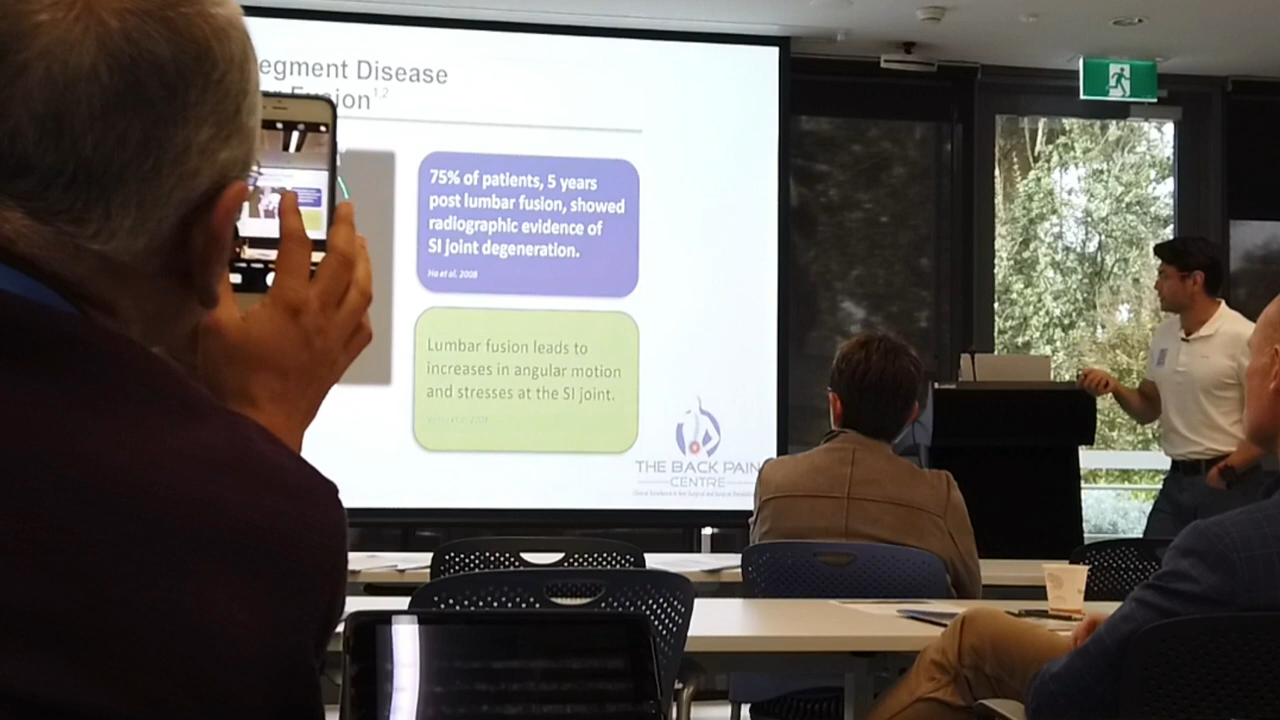 egment Disease
Fusion1,2
75% of patients, 5 years
post lumbar fusion, showed
radiographic evidence of
SI joint degeneration.
Ha et al. 2008
Lumbar fusion leads to
increases in angular motion
and stresses at the SI joint.
THE BACK PAIN
CENTRE